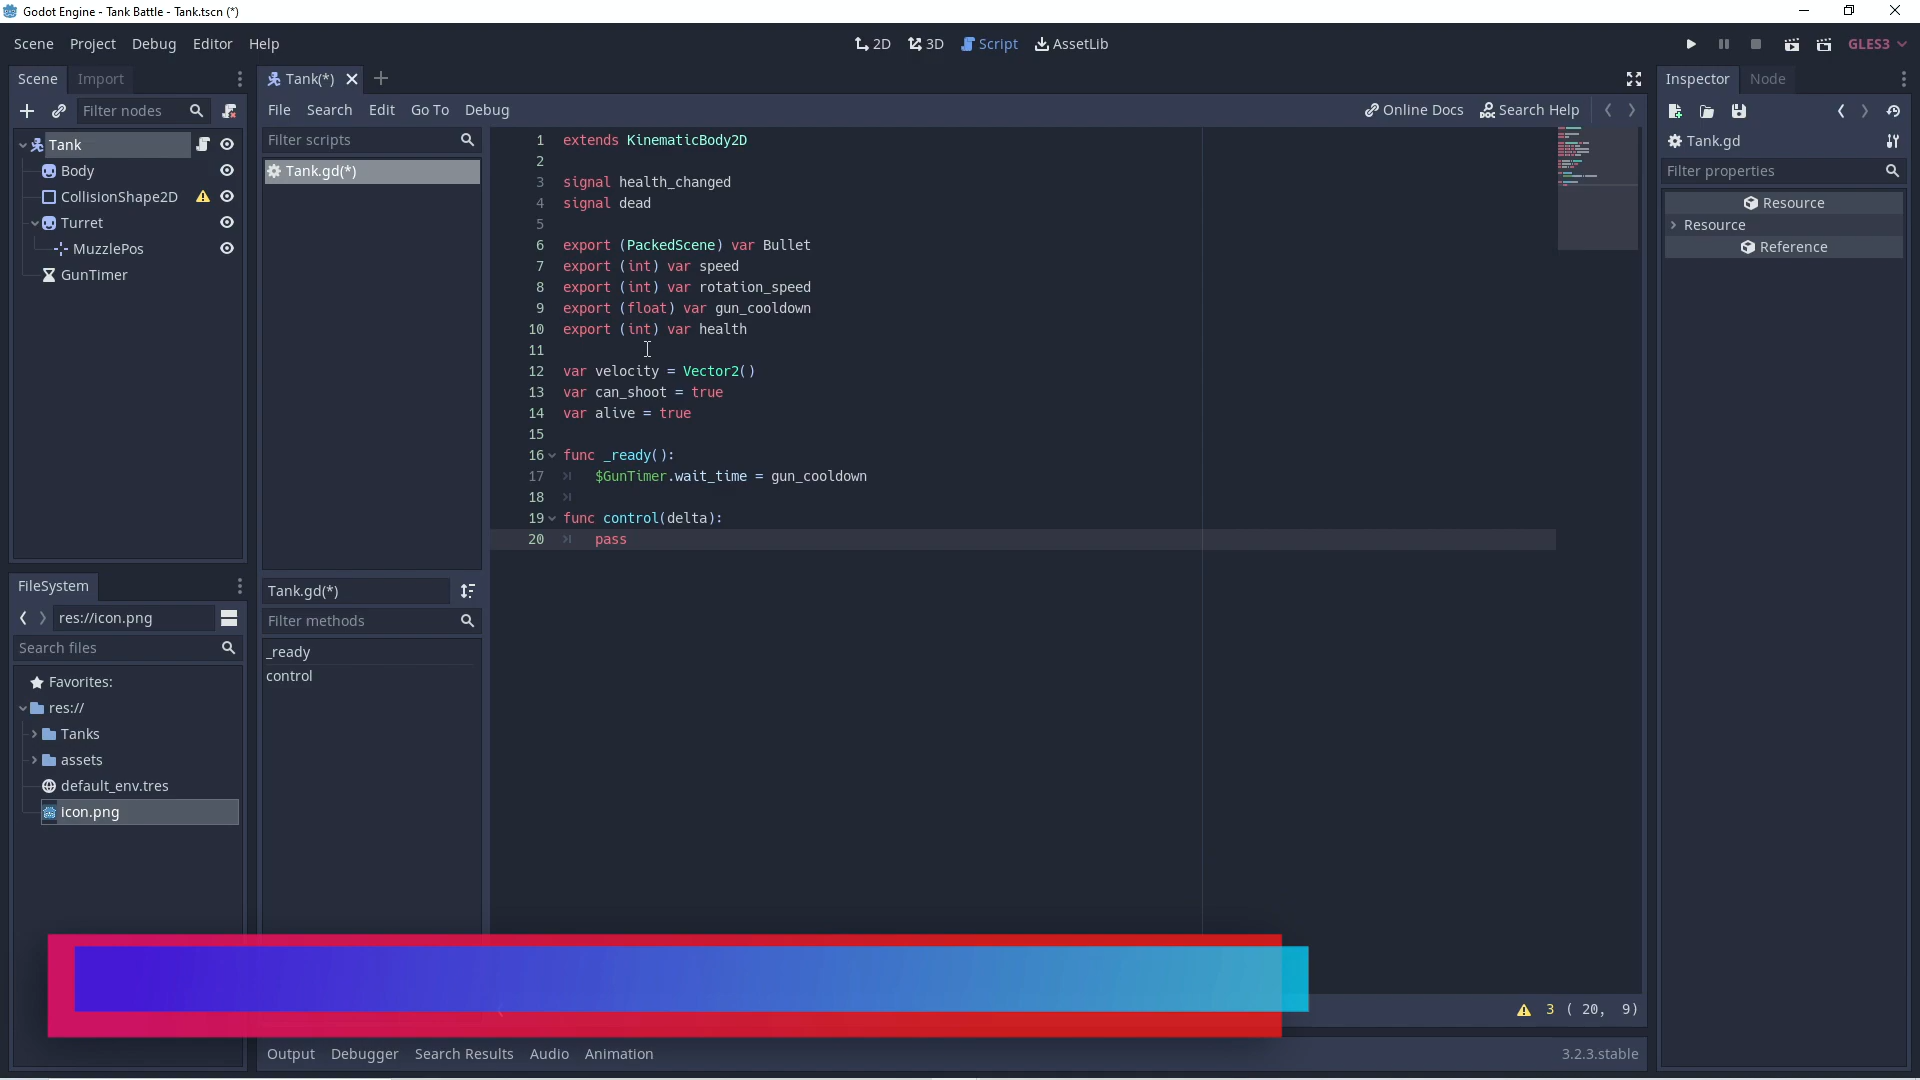 Godot Engine - Tank Battle - Tank.tscn (*)
Scene Project Debug Editor Help
2D 3D Script AssetLib
GLES3
Scene Import
Filter nodes
Tank
Body
CollisionShape2D
Turret
MuzzlePos
GunTimer
FileSystem
res://icon.png
Search files
Favorites:
res://
Tanks
assets
default_env.tres
icon.png
Tank(*)
File Search Edit Go To Debug
Online Docs Search Help
Filter scripts
Tank.gd(*)
Tank.gd(*)
Filter methods
_ready
control
1 extends KinematicBody2D
2
3 signal health_changed
4 signal dead
5
6 export (PackedScene) var Bullet
7 export (int) var speed
8 export (int) var rotation_speed
9 export (float) var gun_cooldown
10 export (int) var health
11
12 var velocity = Vector2()
13 var can_shoot = true
14 var alive = true
15
16 func _ready():
17 $GunTimer.wait_time = gun_cooldown
18
19 func control(delta):
20 pass
3 ( 20, 9)
Output Debugger Search Results Audio Animation
3.2.3.stable
Inspector Node
Tank.gd
Filter properties
Resource
Resource
Reference